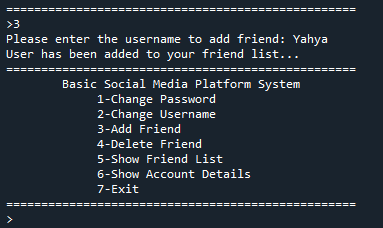 ==================================================
>3
Please enter the username to add friend: Yahya
User has been added to your friend list...
==================================================
Basic Social Media Platform System
1-Change Password
2-Change Username
3-Add Friend
4-Delete Friend
5-Show Friend List
6-Show Account Details
7-Exit
==================================================
>